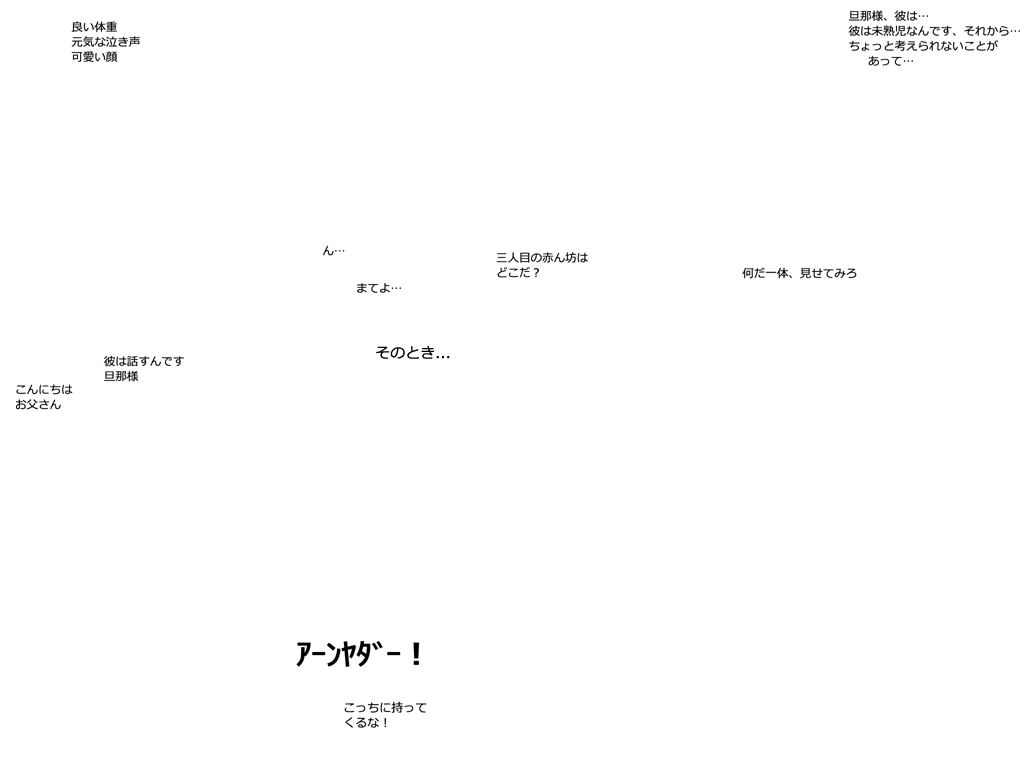 良い体重
元気な泣き声
可愛い顔
旦那様、彼は…
彼は未熟児なんです、それから…
ちょっと考えられないことが
あって…
ん…
まてよ…
三人目の赤ん坊は
どこだ？
何だ一体、見せてみろ
そのとき...
彼は話すんです
旦那様
こんにちは
お父さん
ｱｰﾝﾔﾀﾞｰ！
こっちに持って
くるな！